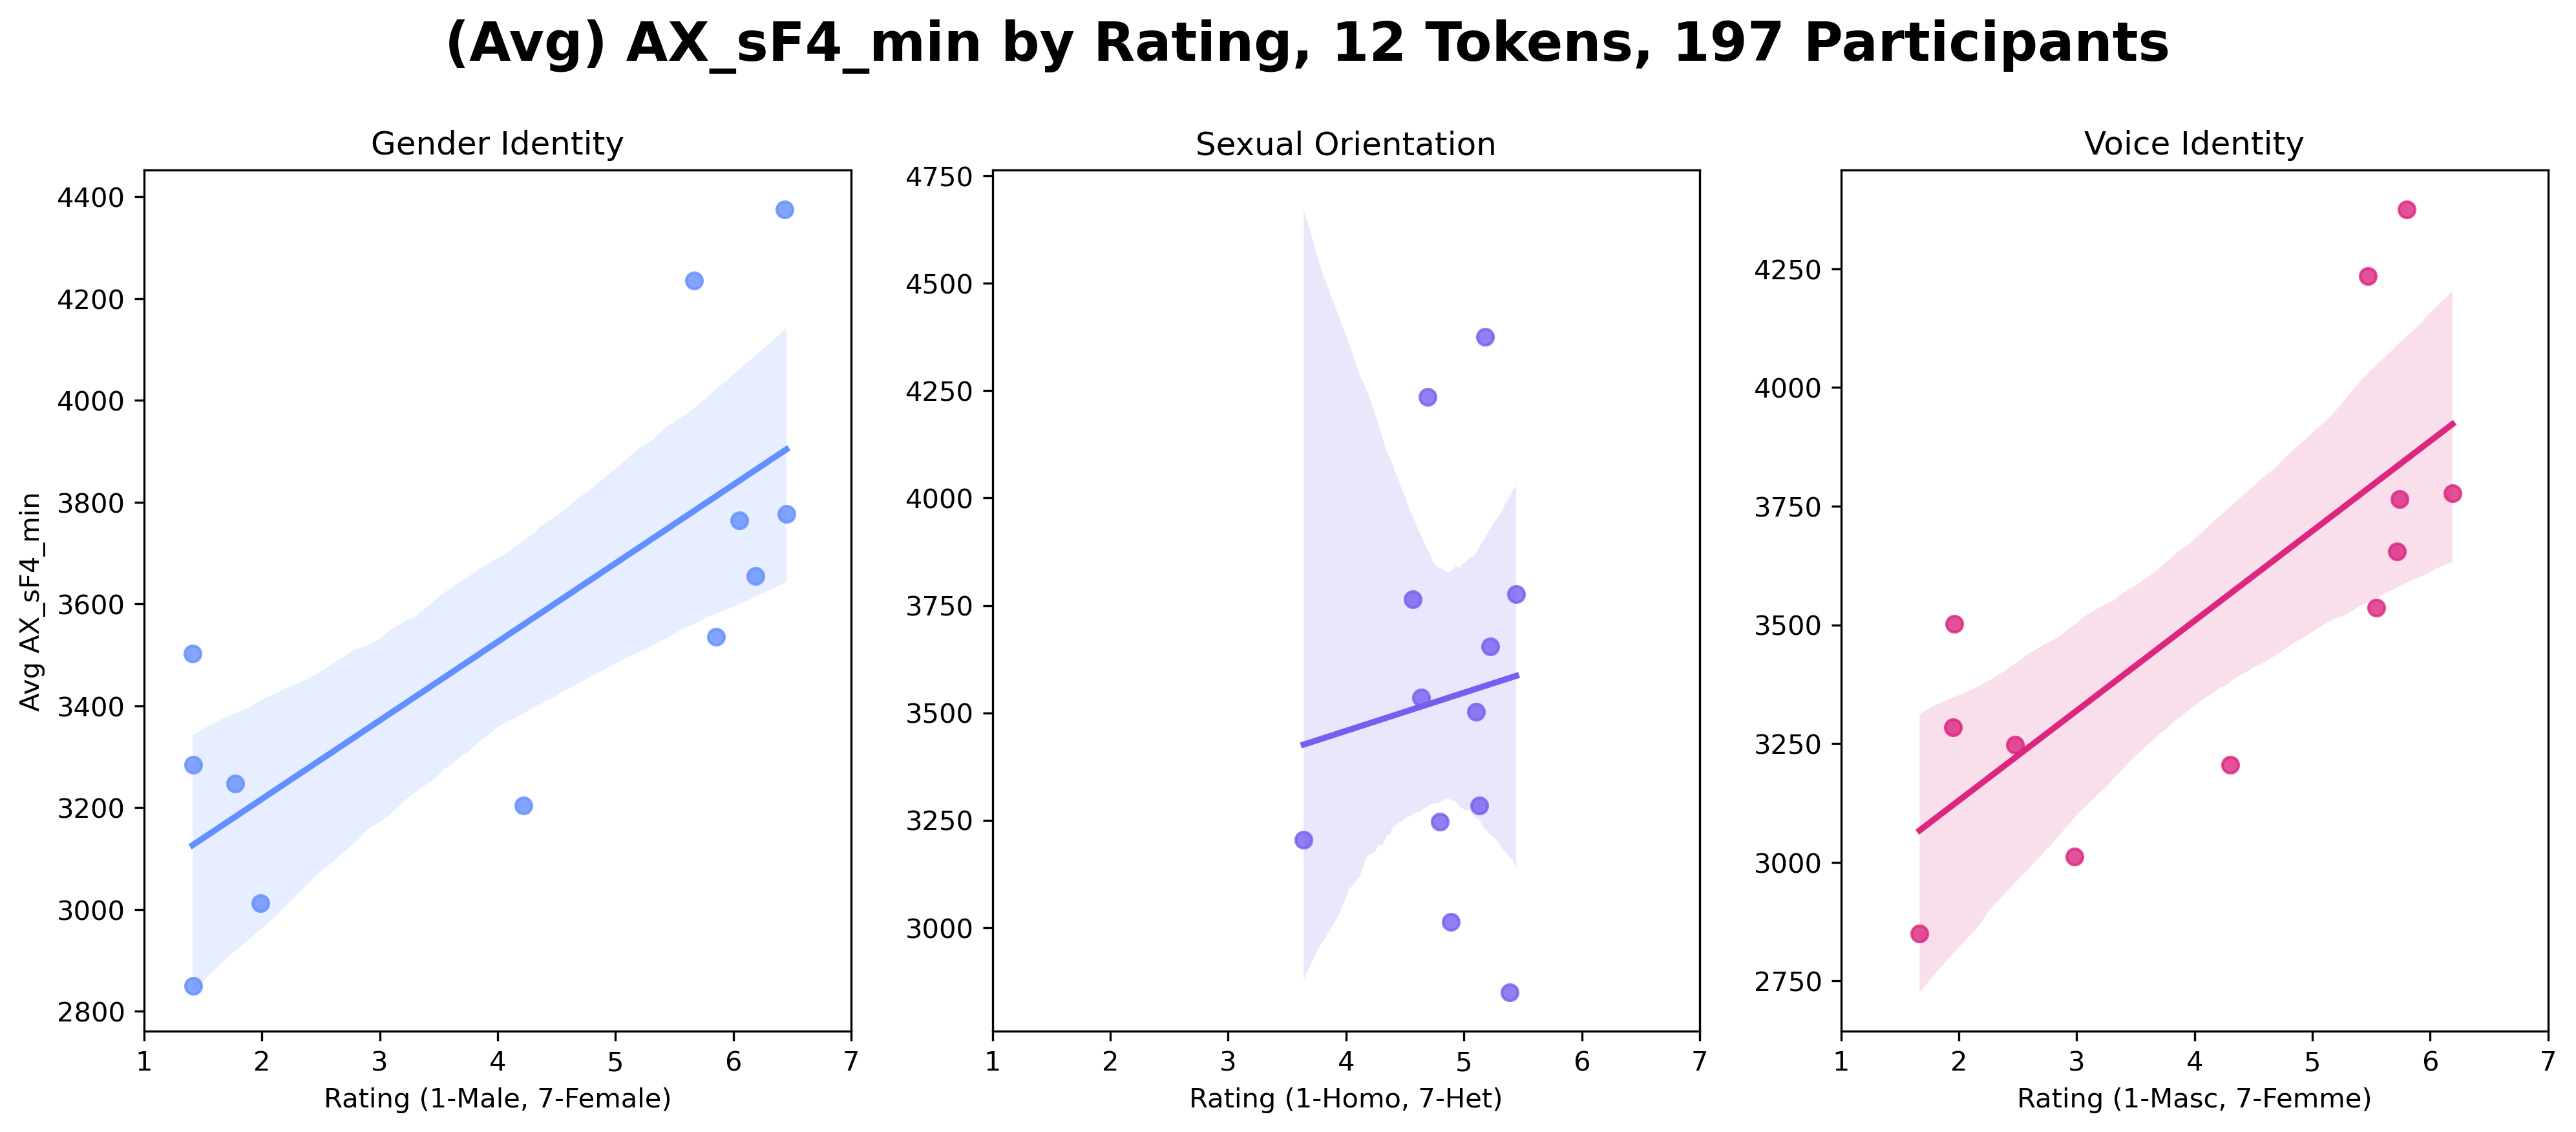 (Avg) AX_sF4_min by Rating, 12 Tokens, 197 Participants
Gender Identity
Avg AX_sF4_min
4400
4200
4000
3800
3600
3400
3200
3000
2800
1 2 3 4 5 6 7
Rating (1-Male, 7-Female)
Sexual Orientation
4750
4500
4250
4000
3750
3500
3250
3000
1 2 3 4 5 6 7
Rating (1-Homo, 7-Het)
Voice Identity
4250
4000
3750
3500
3250
3000
2750
1 2 3 4 5 6 7
Rating (1-Masc, 7-Femme)